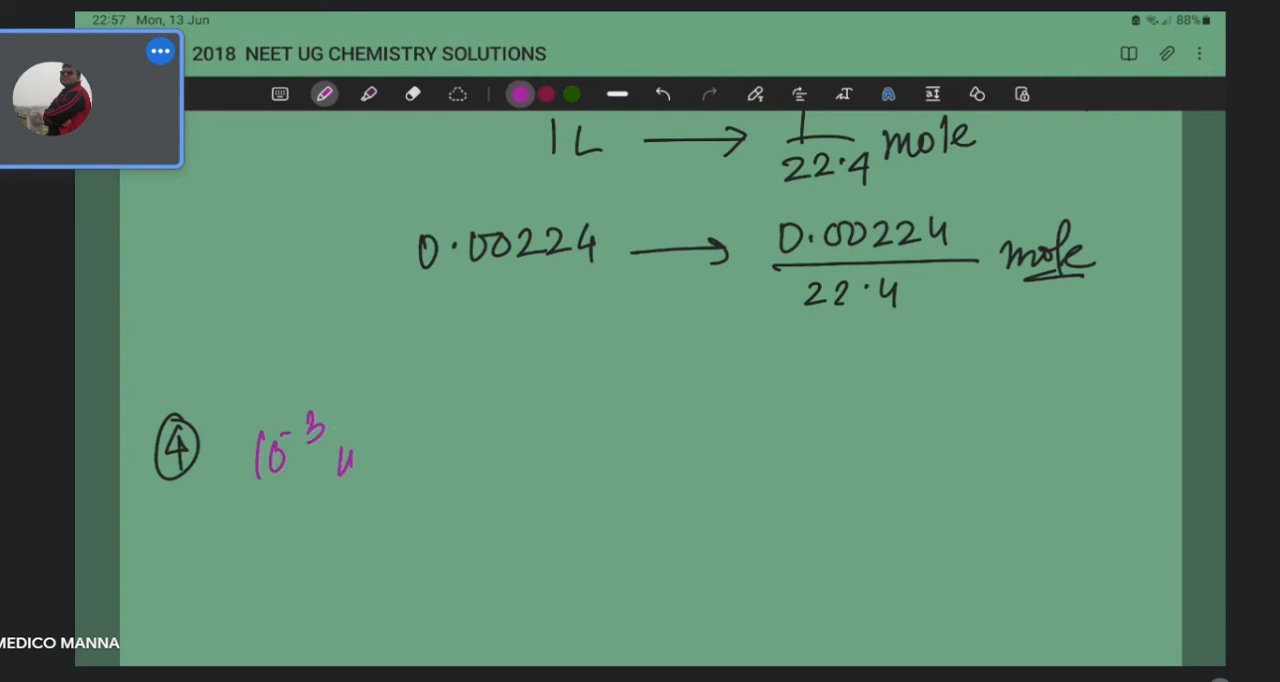 22:57 Mon, 13 Jun 88%
2018 NEET UG CHEMISTRY SOLUTIONS
1L → 1/22.4 mole
0.00224 → 0.00224/22.4 mole
④ 10⁻³
MEDICO MANNA